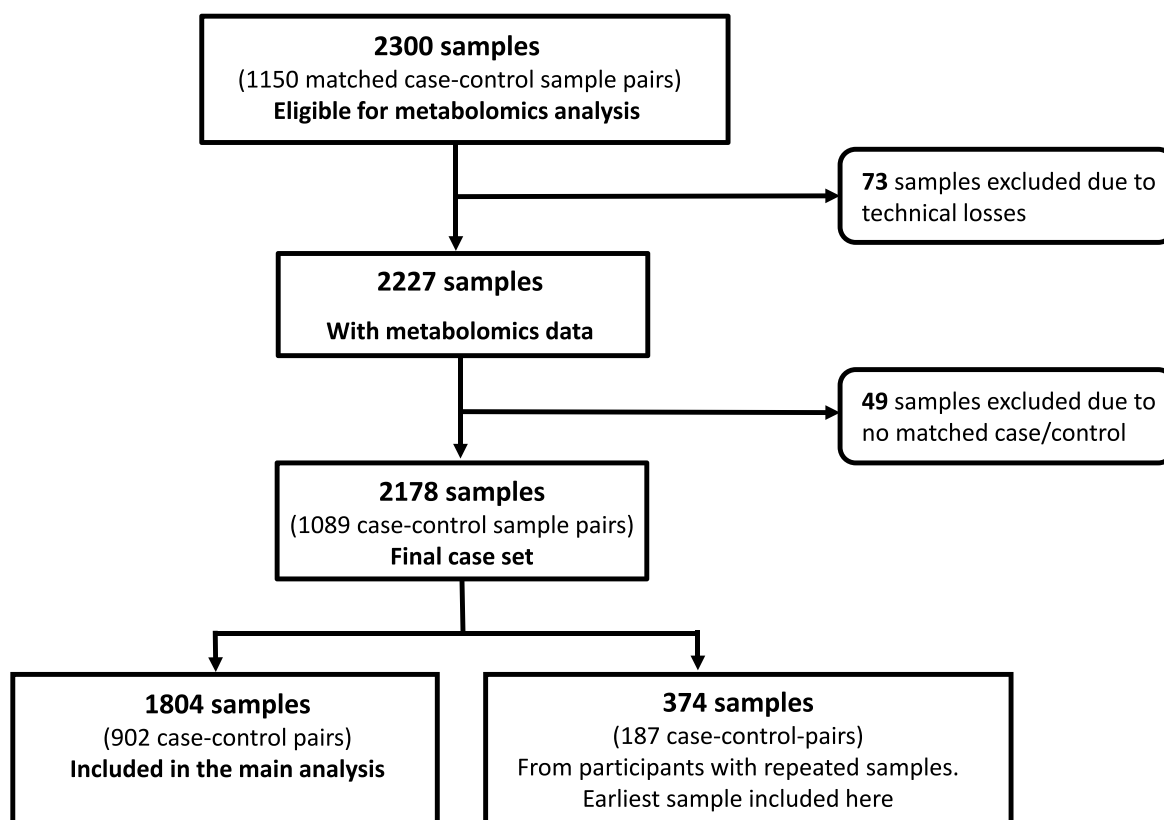 2300 samples
(1150 matched case-control sample pairs)
Eligible for metabolomics analysis
73 samples excluded due to
technical losses
2227 samples
With metabolomics data
49 samples excluded due to
no matched case/control
2178 samples
(1089 case-control sample pairs)
Final case set
1804 samples
(902 case-control pairs)
Included in the main analysis
374 samples
(187 case-control-pairs)
From participants with repeated samples.
Earliest sample included here